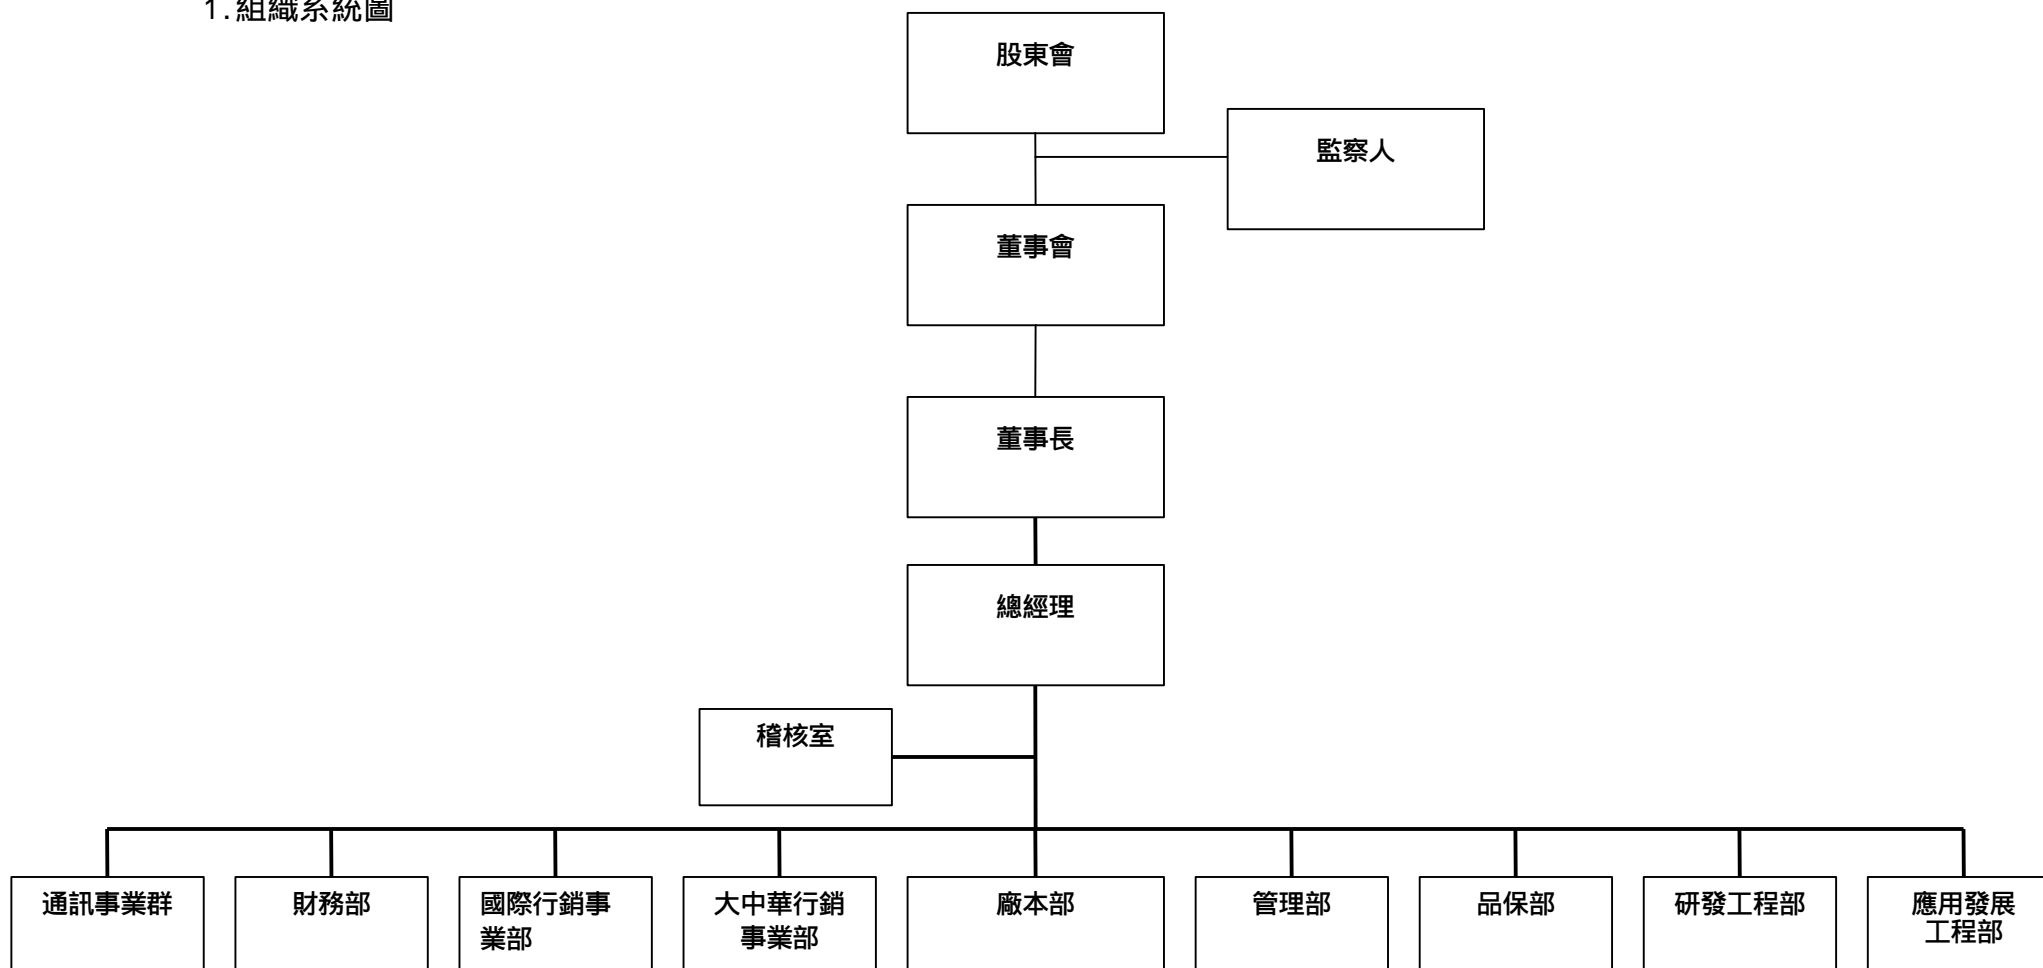 1.組織系統圖
股東會
監察人
董事會
董事長
總經理
稽核室
通訊事業群
財務部
國際行銷事
業部
大中華行銷
事業部
廠本部
管理部
品保部
研發工程部
應用發展
工程部